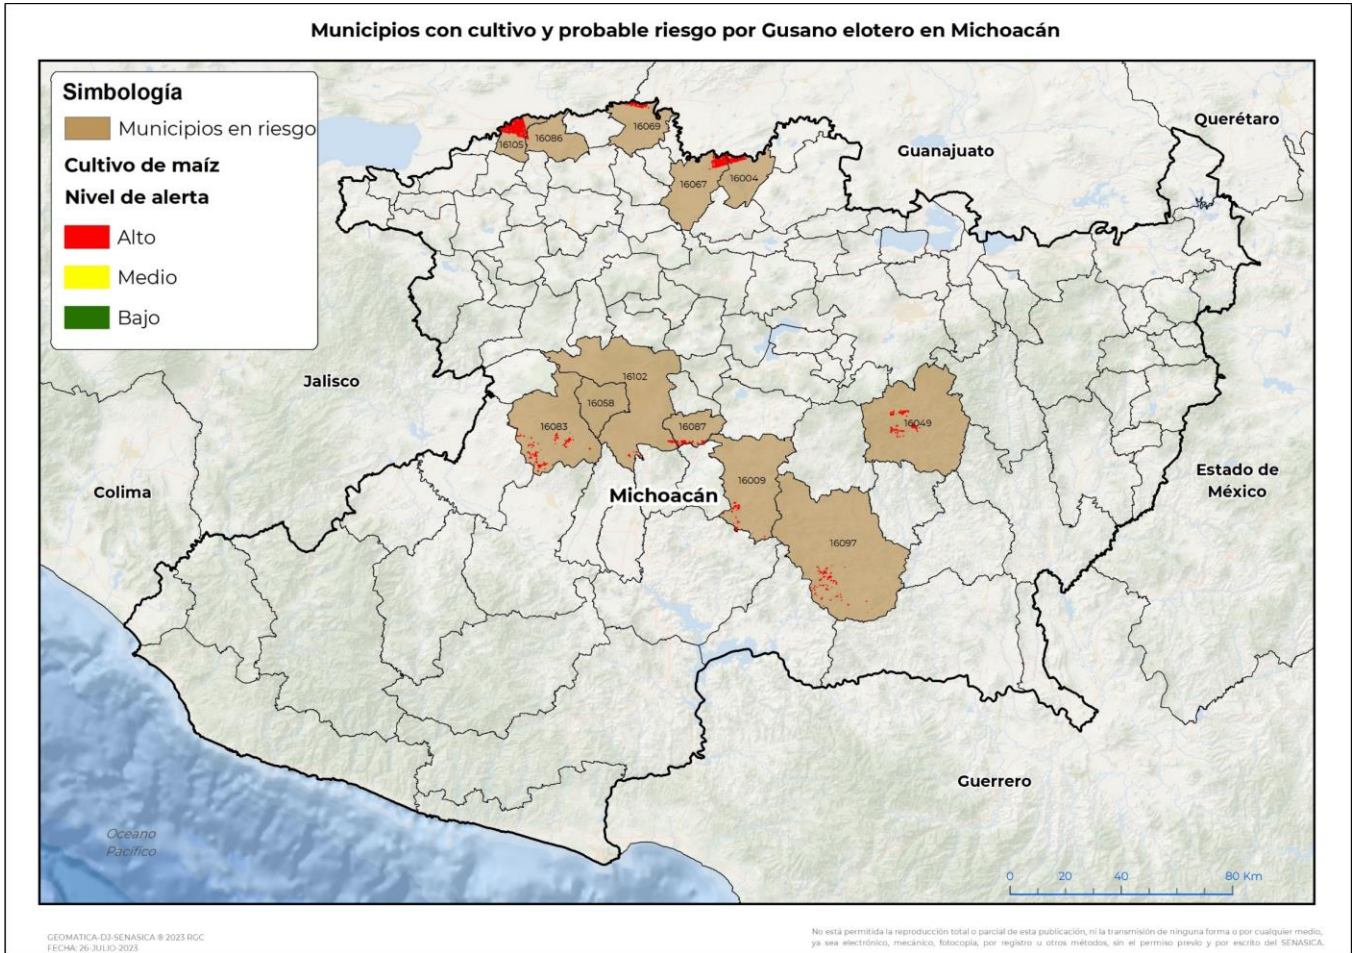 Municipios con cultivo y probable riesgo por Gusano elotero en Michoacán
Simbología
Municipios en riesgo
Cultivo de maíz
Nivel de alerta
Alto
Medio
Bajo
Querétaro
Guanajuato
16069
16086
16105
16067
16004
Jalisco
16102
16058
16083
16087
16049
Colima
Michoacán
16009
Estado de
México
16097
Guerrero
Oceano
Pacifico
0 20 40 80 Km
GEOMATICA-DJ-SENASICA ® 2023 RGC
FECHA: 26-JULIO-2023
No está permitida la reproducción total o parcial de esta publicación, ni la transmisión de ninguna forma o por cualquier medio,
ya sea electrónico, mecánico, fotocopia, por registro u otros métodos, sin el permiso previo y por escrito del SENASICA.